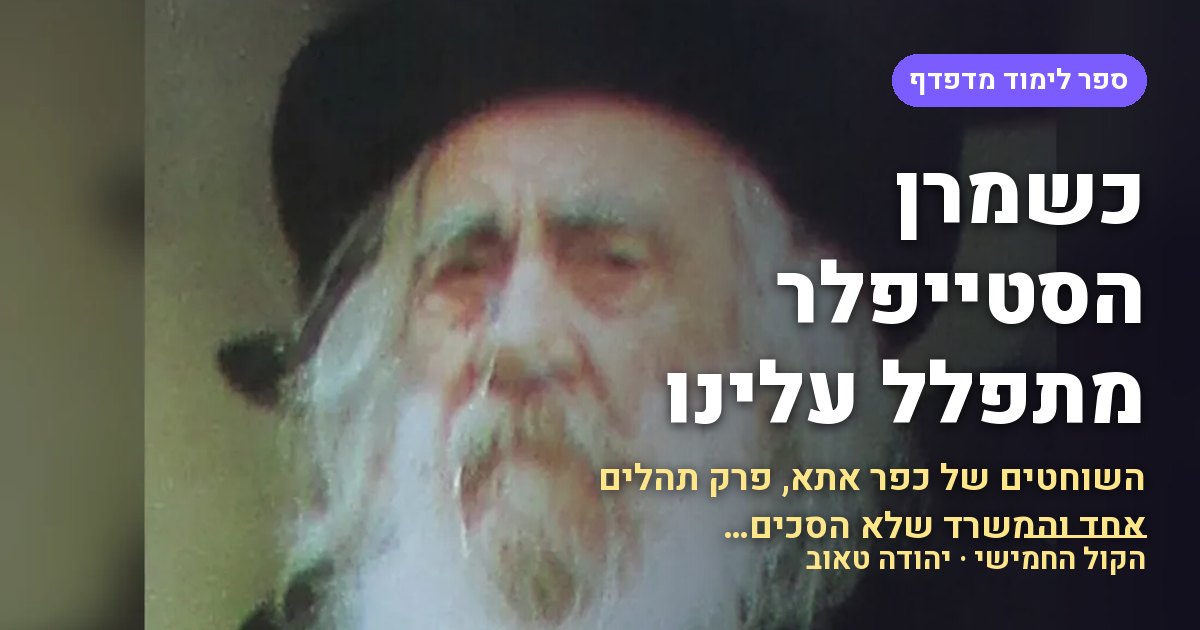 ספר לימוד מדפדף
כשמרן
הסטייפלר
מתפלל עלינו
השוחטים של כפר אתא, פרק תהלים
אחד והמשרד שלא הסכים...
הקול החמישי · יהודה טאוב